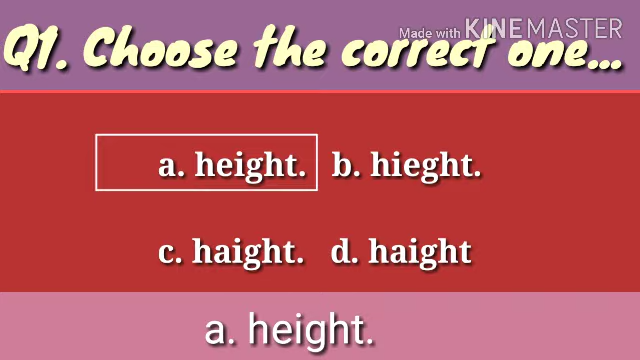 Made with KINEMASTER
Q1. Choose the correct one...
a. height. b. hieght.
c. haight. d. haight
a. height.